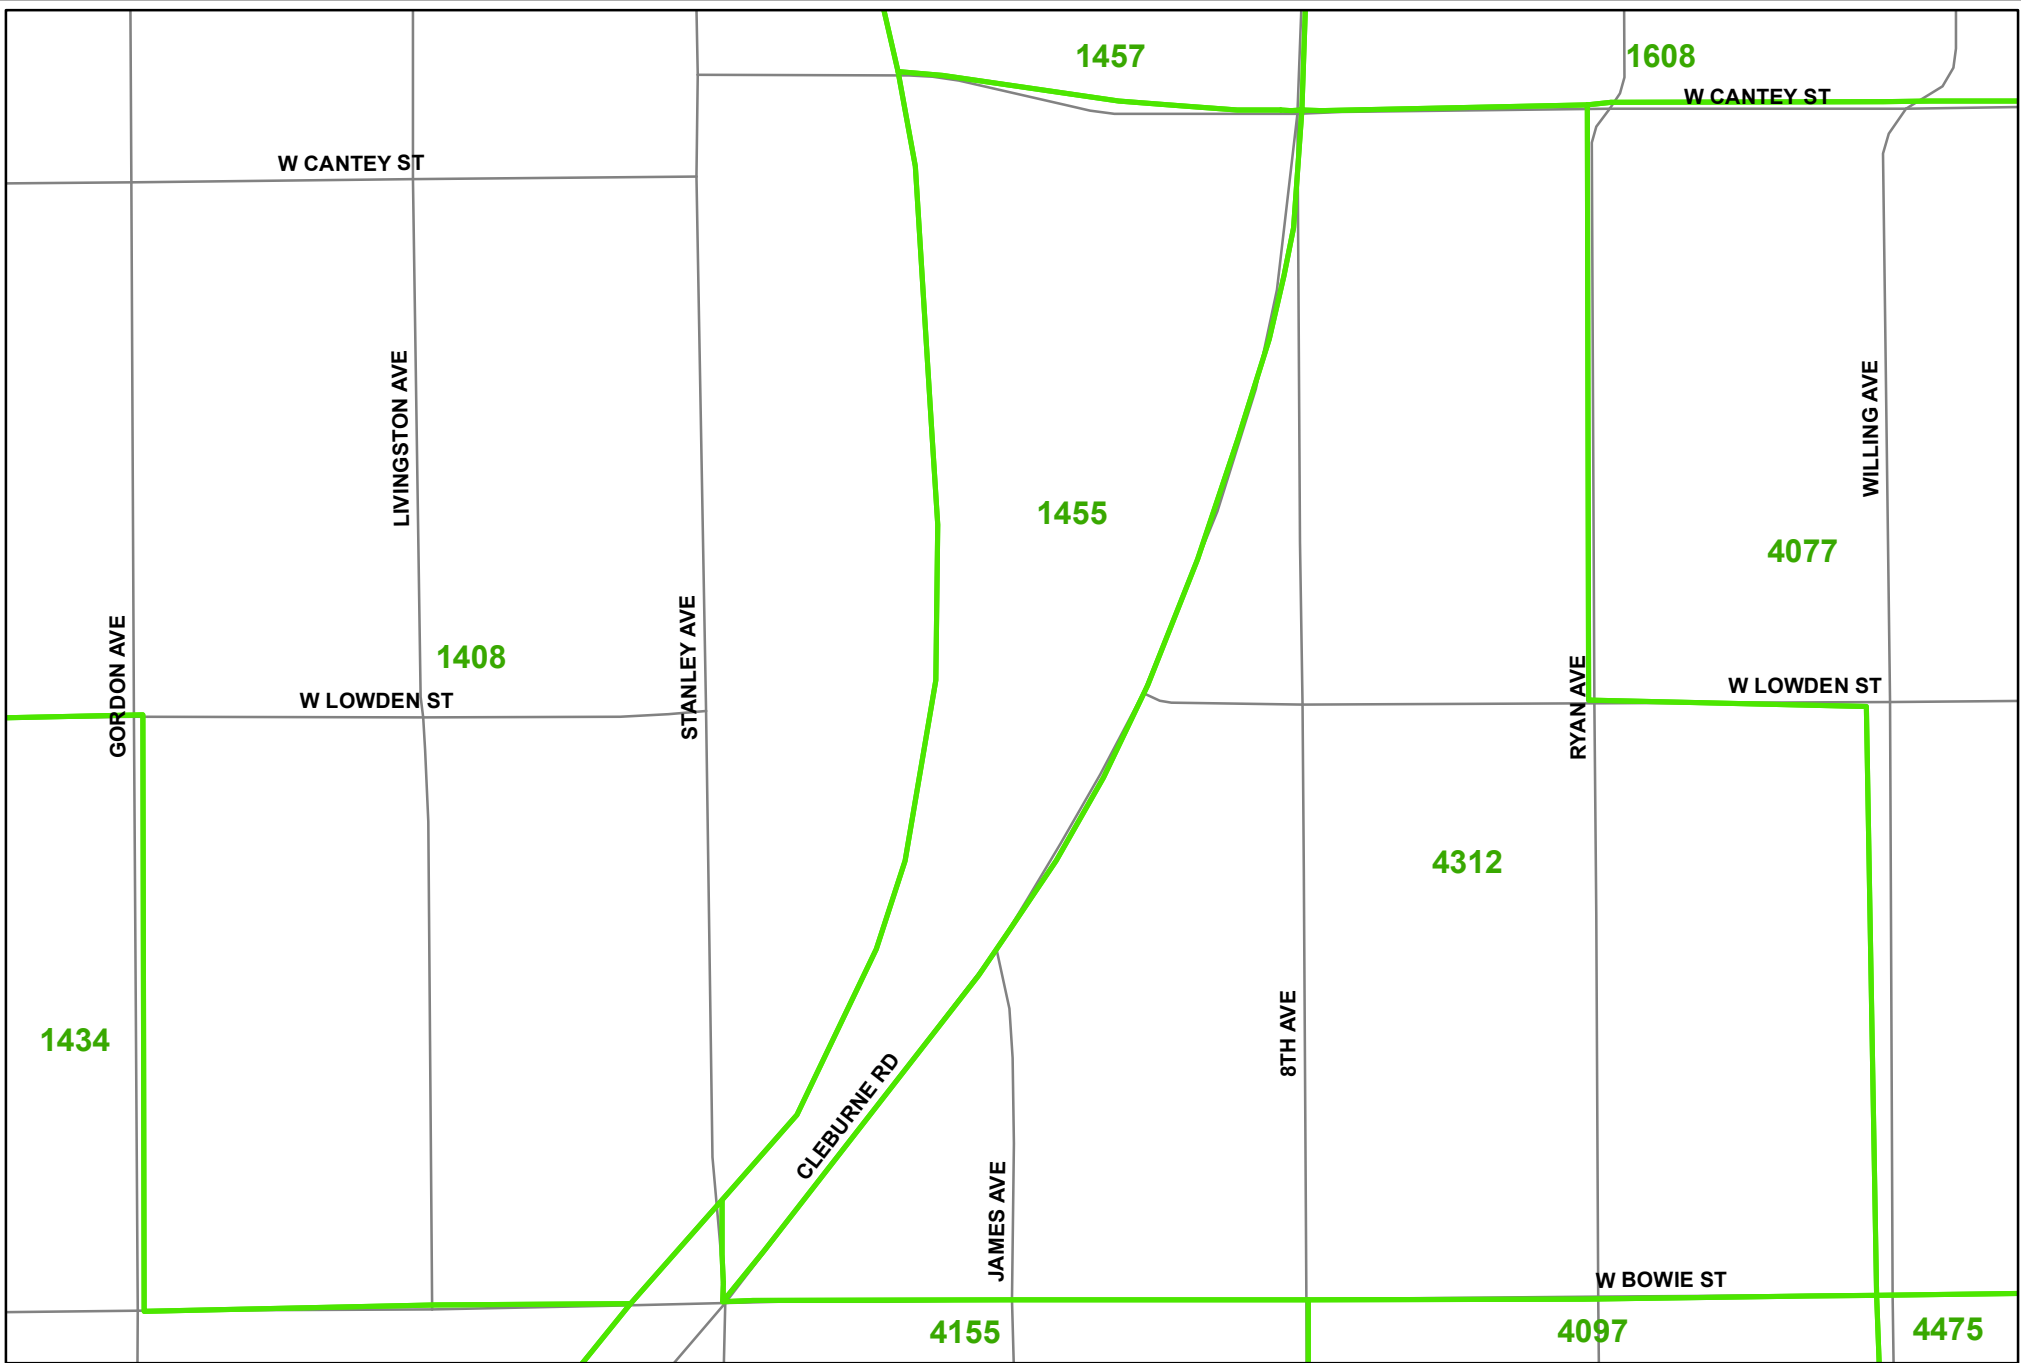 1457
1608
W CANTEY ST
W CANTEY ST
LIVINGSTON AVE
WILLING AVE
1455
4077
GORDON AVE
1408
STANLEY AVE
RYAN AVE
W LOWDEN ST
W LOWDEN ST
4312
1434
8TH AVE
CLEBURNE RD
JAMES AVE
W BOWIE ST
4155
4097
4475